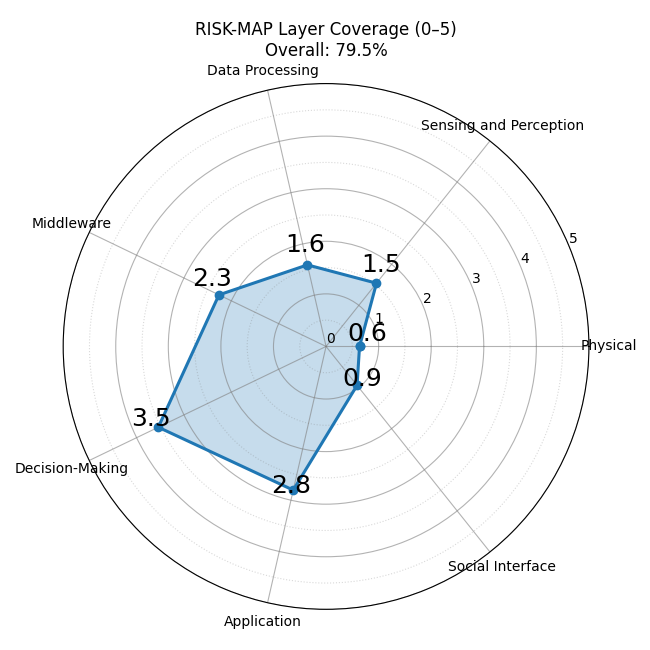 RISK-MAP Layer Coverage (0–5)
Overall: 79.5%
Data Processing
Sensing and Perception
Middleware
5
1.6
4
1.5
2.3
3
2
1
0
0.6
Physical
0.9
3.5
Decision-Making
2.8
Social Interface
Application